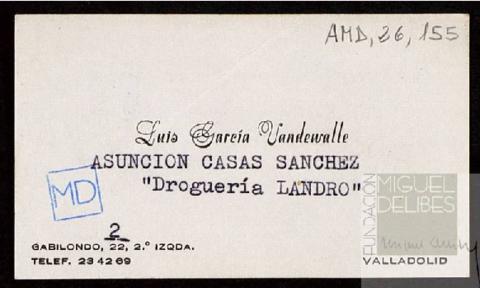 AMD, 26, 155
Luis García Vandewalle
ASUNCION CASAS SANCHEZ
"Droguería LANDRO"
MD
2
GABILONDO, 22, 2.º IZQDA.
TELEF. 23 42 69
VALLADOLID
FUNDACIÓN
MIGUEL
DELIBES